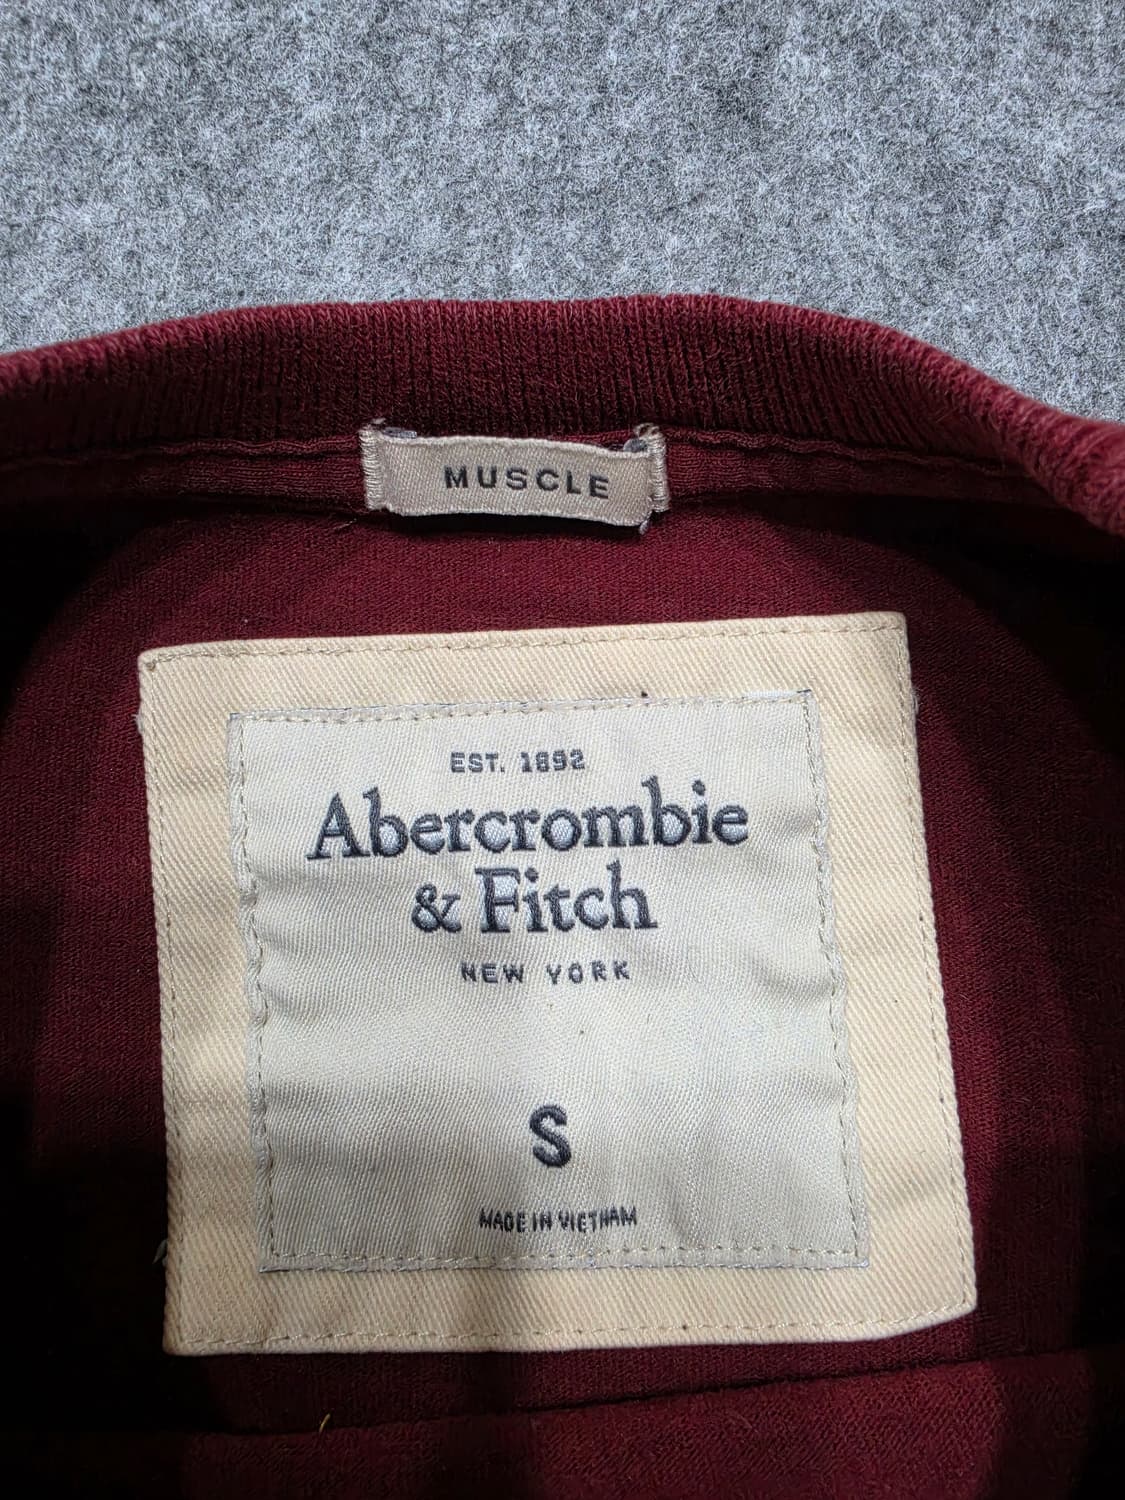 MUSCLE
EST. 1892
Abercrombie
& Fitch
NEW YORK
S
MADE IN VIETNAM